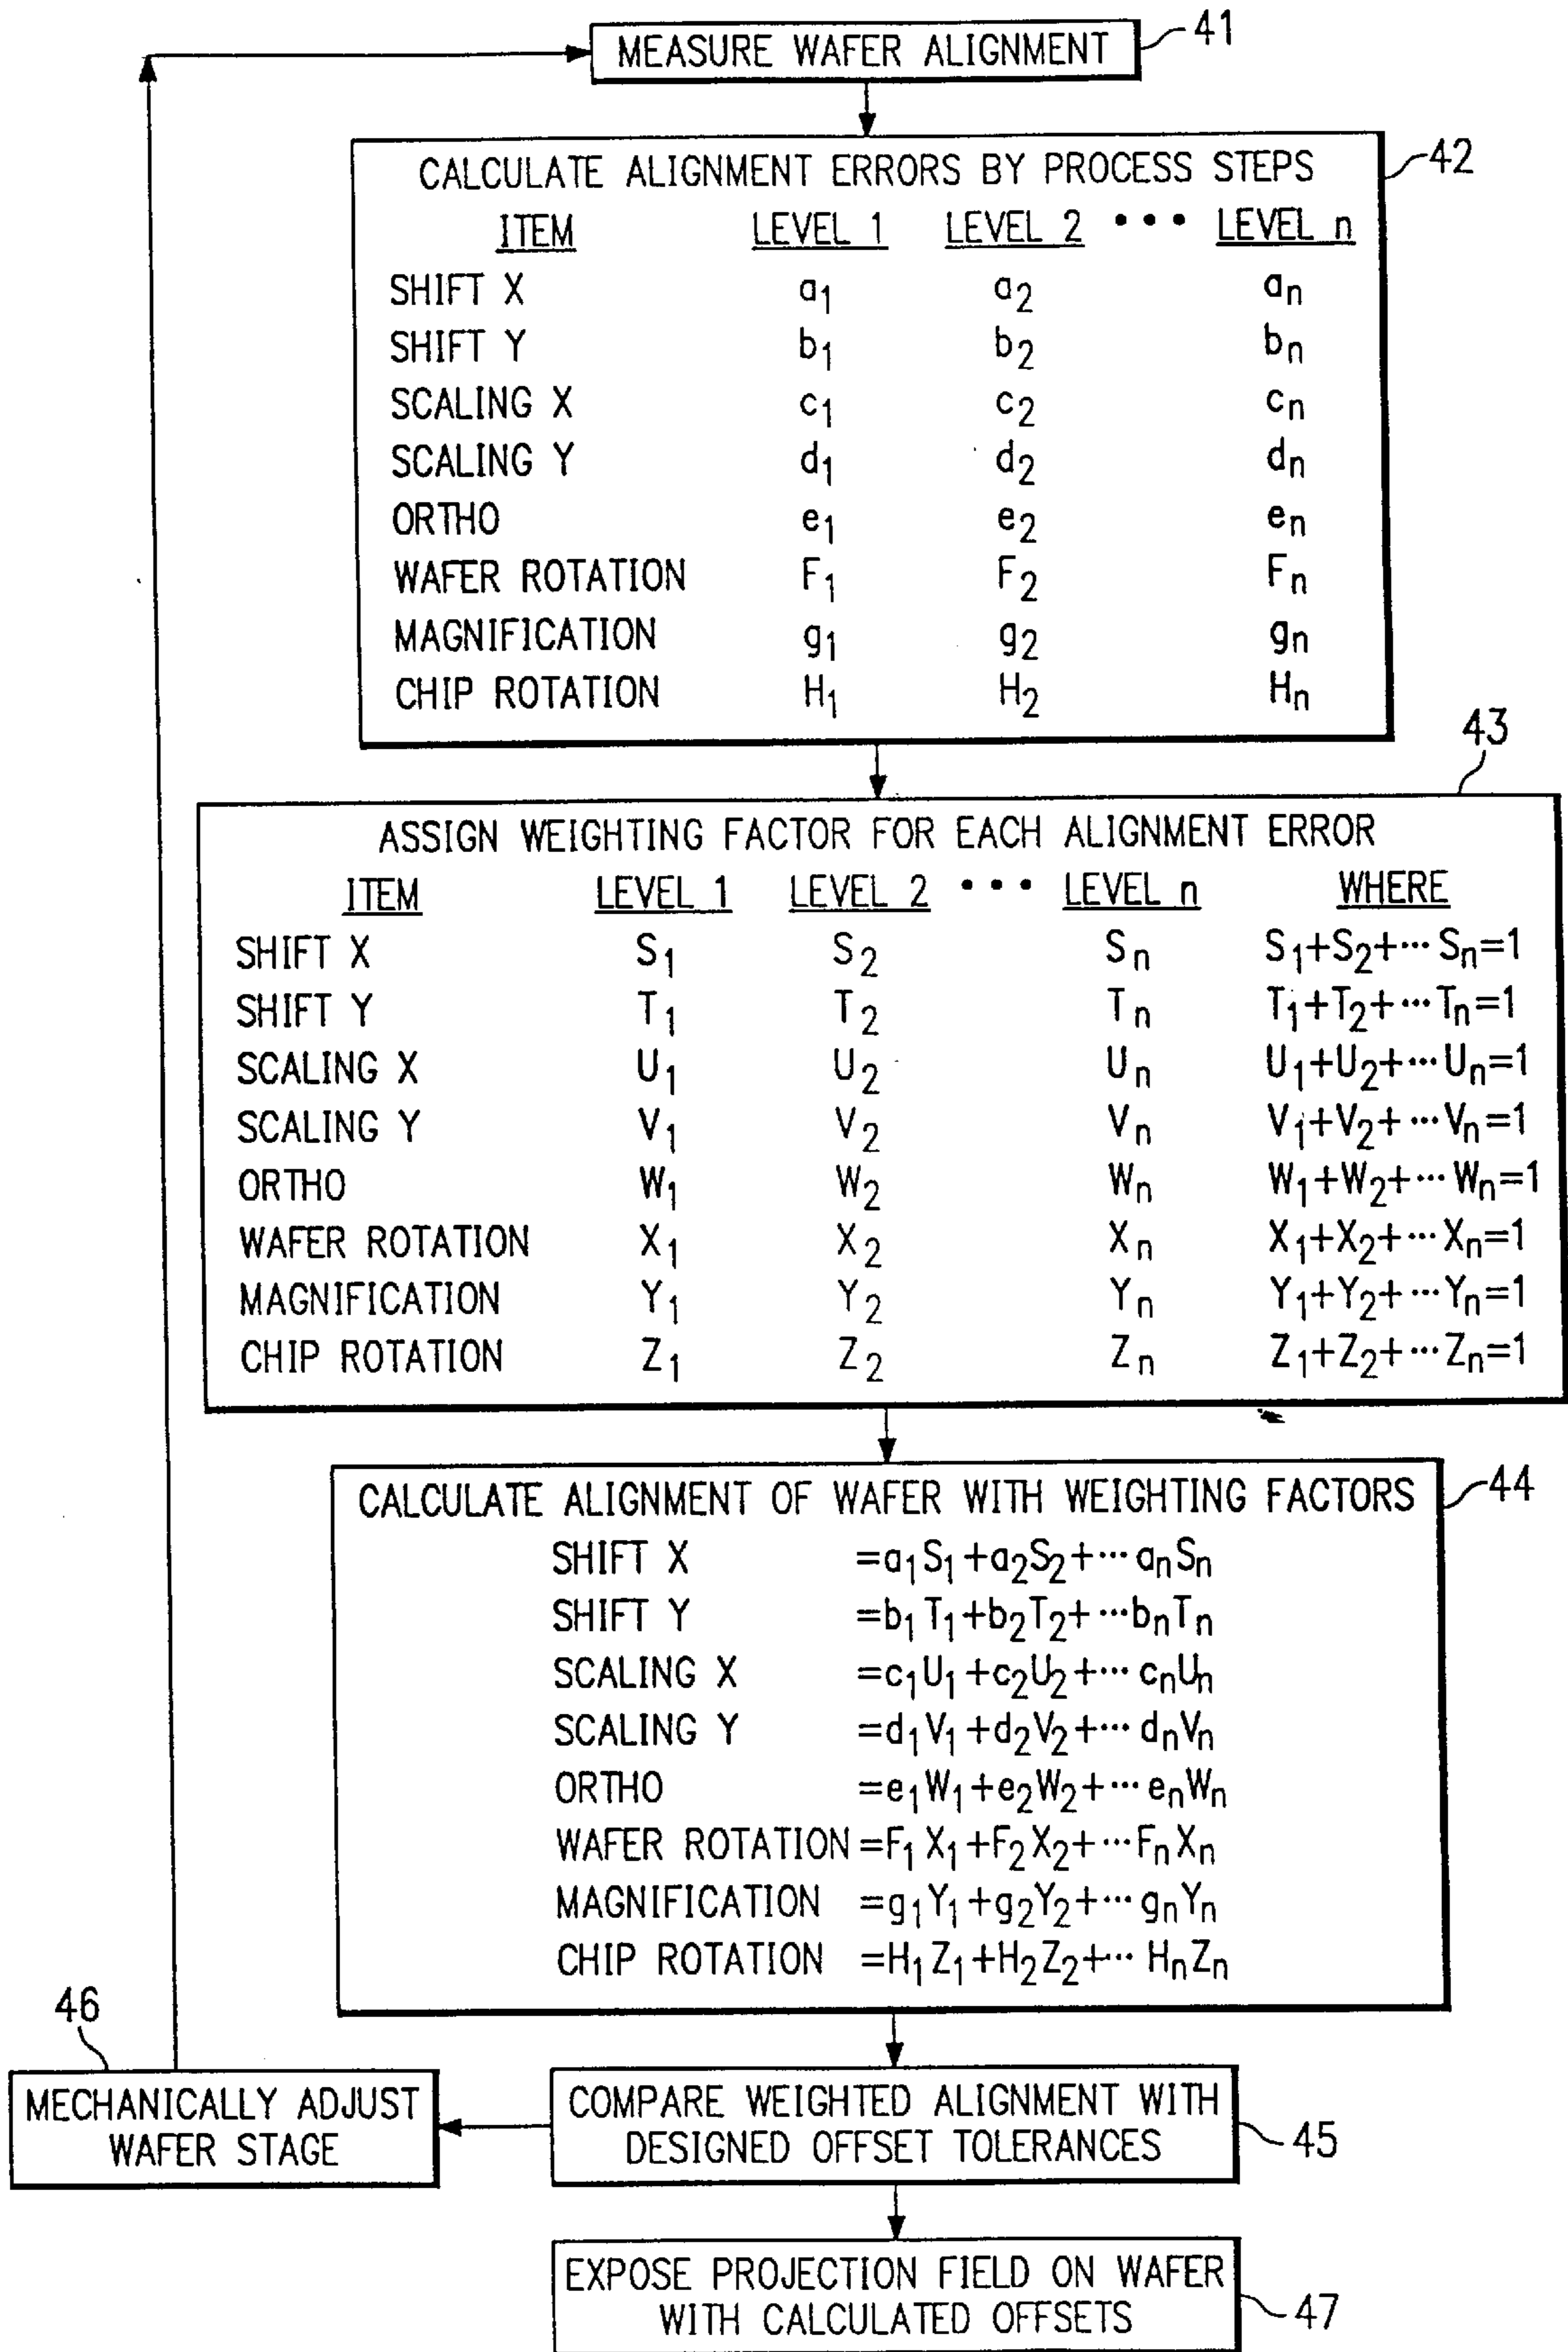 MEASURE WAFER ALIGNMENT 41
CALCULATE ALIGNMENT ERRORS BY PROCESS STEPS 42
ITEM LEVEL 1 LEVEL 2 ••• LEVEL n
SHIFT X a1 a2 an
SHIFT Y b1 b2 bn
SCALING X c1 c2 cn
SCALING Y d1 d2 dn
ORTHO e1 e2 en
WAFER ROTATION F1 F2 Fn
MAGNIFICATION g1 g2 gn
CHIP ROTATION H1 H2 Hn
43
ASSIGN WEIGHTING FACTOR FOR EACH ALIGNMENT ERROR
ITEM LEVEL 1 LEVEL 2 ••• LEVEL n WHERE
SHIFT X S1 S2 Sn S1+S2+··· Sn=1
SHIFT Y T1 T2 Tn T1+T2+···Tn=1
SCALING X U1 U2 Un U1+U2+···Un=1
SCALING Y V1 V2 Vn V1+V2+···Vn=1
ORTHO W1 W2 Wn W1+W2+··· Wn=1
WAFER ROTATION X1 X2 Xn X1+X2+···Xn=1
MAGNIFICATION Y1 Y2 Yn Y1+Y2+···Yn=1
CHIP ROTATION Z1 Z2 Zn Z1+Z2+···Zn=1
CALCULATE ALIGNMENT OF WAFER WITH WEIGHTING FACTORS 44
SHIFT X =a1S1+a2S2+··· anSn
SHIFT Y =b1T1+b2T2+···bnTn
SCALING X =c1U1+c2U2+··· cnUn
SCALING Y =d1V1+d2V2+··· dnVn
ORTHO =e1W1+e2W2+··· enWn
WAFER ROTATION =F1X1+F2X2+···FnXn
MAGNIFICATION =g1Y1+g2Y2+··· gnYn
CHIP ROTATION =H1Z1+H2Z2+··· HnZn
46
MECHANICALLY ADJUST
WAFER STAGE
COMPARE WEIGHTED ALIGNMENT WITH
DESIGNED OFFSET TOLERANCES 45
EXPOSE PROJECTION FIELD ON WAFER
WITH CALCULATED OFFSETS 47